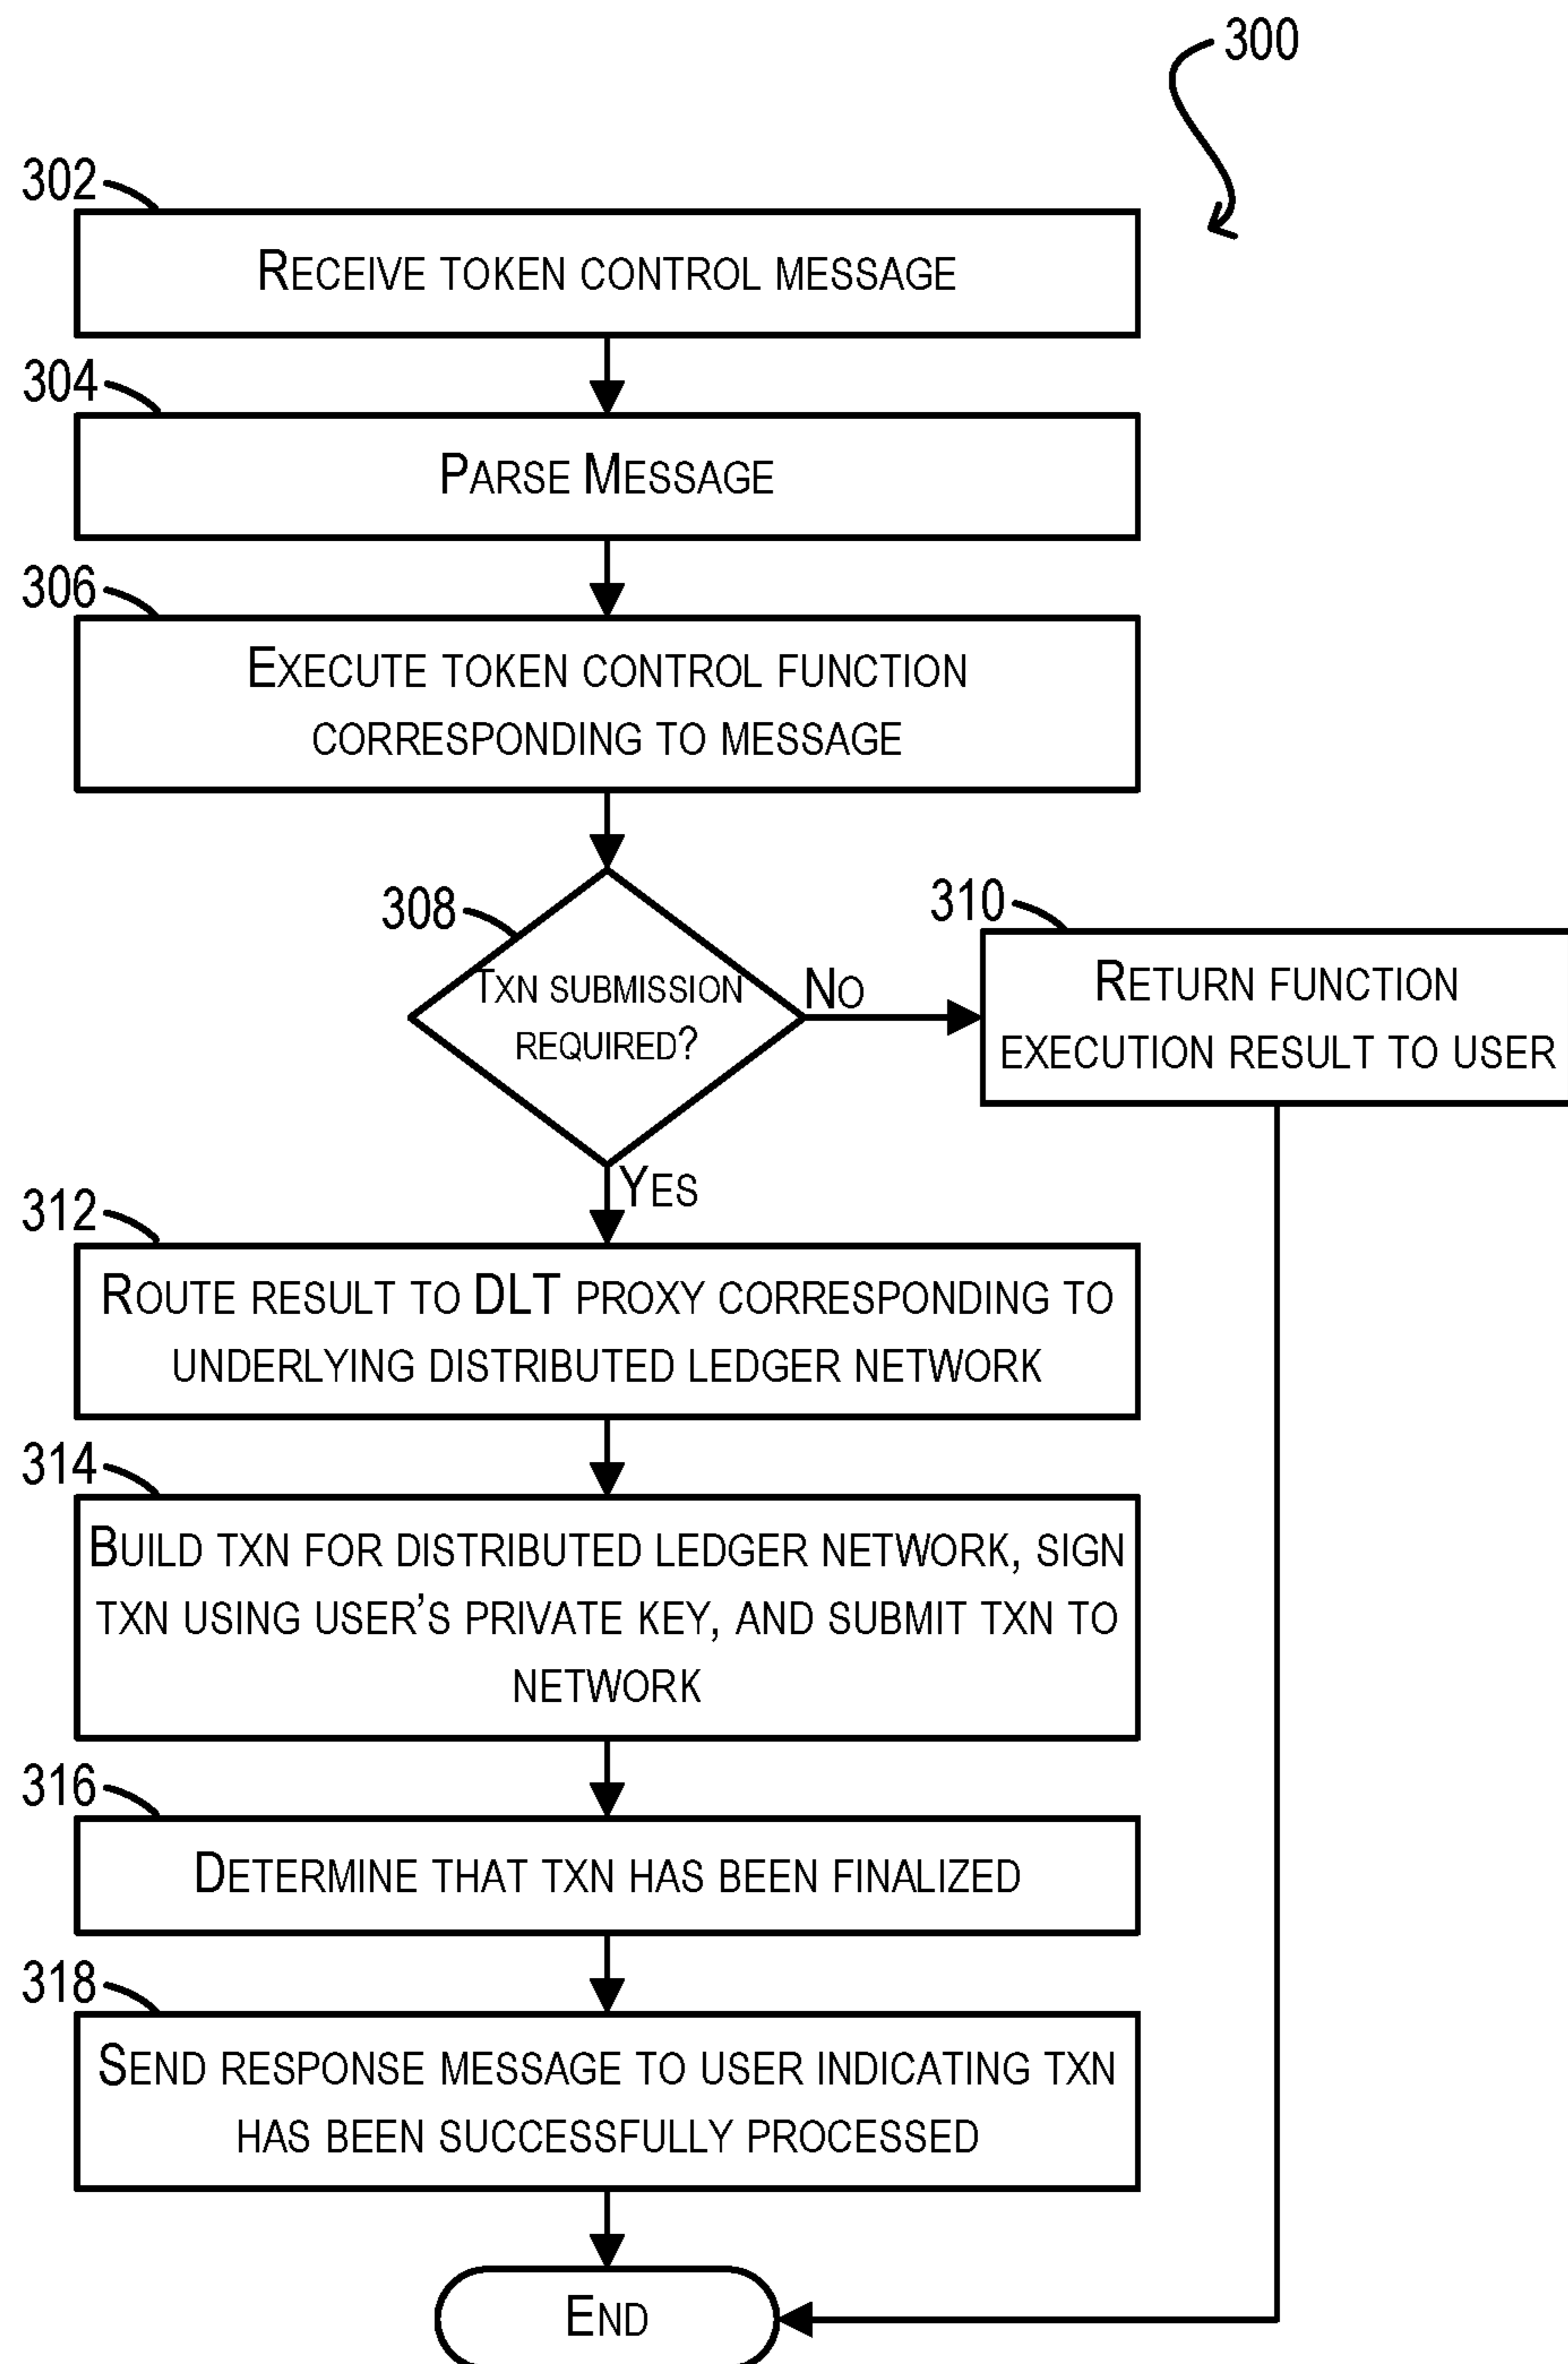 300
302
RECEIVE TOKEN CONTROL MESSAGE
304
PARSE MESSAGE
306
EXECUTE TOKEN CONTROL FUNCTION
CORRESPONDING TO MESSAGE
308
TXN SUBMISSION
REQUIRED?
NO
310
RETURN FUNCTION
EXECUTION RESULT TO USER
YES
312
ROUTE RESULT TO DLT PROXY CORRESPONDING TO
UNDERLYING DISTRIBUTED LEDGER NETWORK
314
BUILD TXN FOR DISTRIBUTED LEDGER NETWORK, SIGN
TXN USING USER’S PRIVATE KEY, AND SUBMIT TXN TO
NETWORK
316
DETERMINE THAT TXN HAS BEEN FINALIZED
318
SEND RESPONSE MESSAGE TO USER INDICATING TXN
HAS BEEN SUCCESSFULLY PROCESSED
END